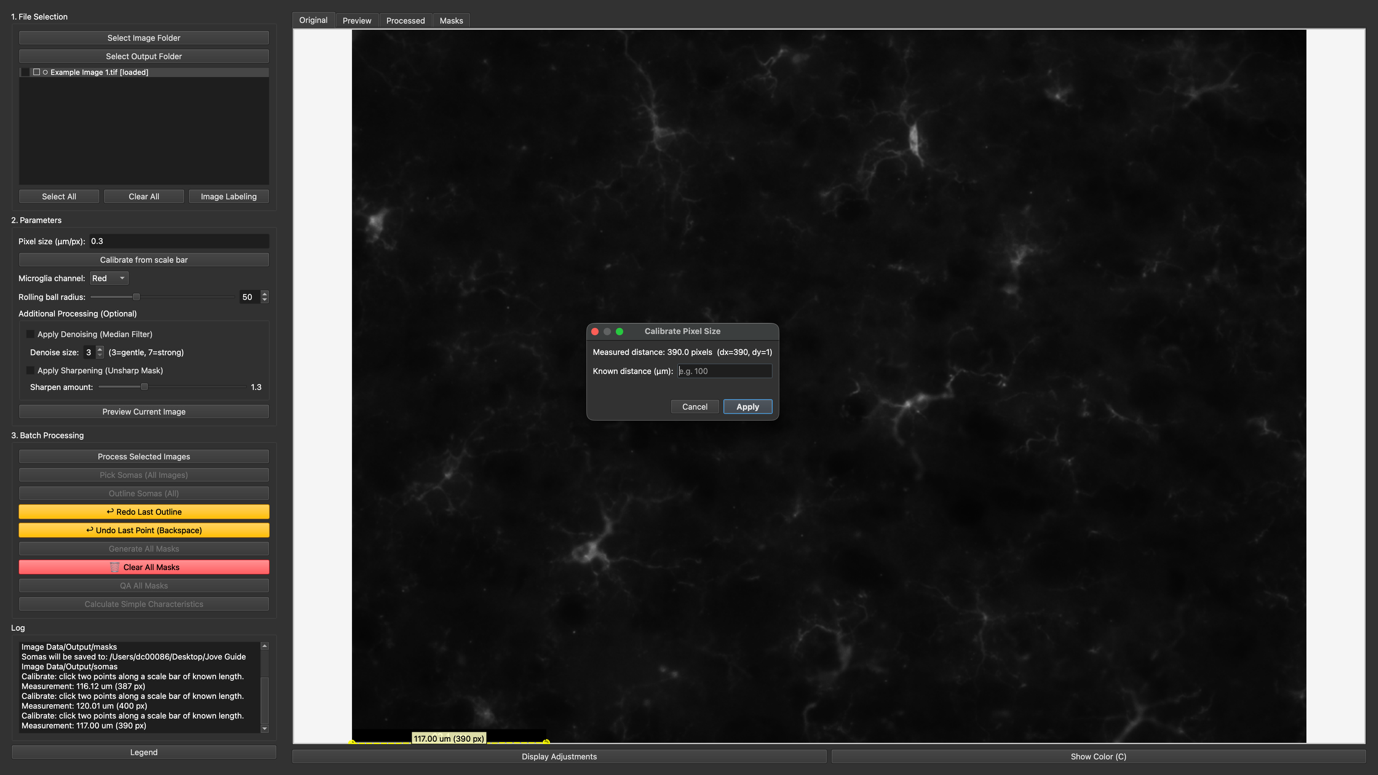 1. File Selection
Select Image Folder
Select Output Folder
Example Image 1.tif [loaded]
Select All
Clear All
Image Labeling
2. Parameters
Pixel size (µm/px): 0.3
Calibrate from scale bar
Microglia channel: Red
Rolling ball radius: 50
Additional Processing (Optional)
Apply Denoising (Median Filter)
Denoise size: 3 (3=gentle, 7=strong)
Apply Sharpening (Unsharp Mask)
Sharpen amount: 1.3
Preview Current Image
3. Batch Processing
Process Selected Images
Pick Somas (All Images)
Outline Somas (All)
↩ Redo Last Outline
↩ Undo Last Point (Backspace)
Generate All Masks
Clear All Masks
QA All Masks
Calculate Simple Characteristics
Log
Image Data/Output/masks
Somas will be saved to: /Users/dc00086/Desktop/Jove Guide
Image Data/Output/somas
Calibrate: click two points along a scale bar of known length.
Measurement: 116.12 um (387 px)
Calibrate: click two points along a scale bar of known length.
Measurement: 120.01 um (400 px)
Calibrate: click two points along a scale bar of known length.
Measurement: 117.00 um (390 px)
Legend
Original
Preview
Processed
Masks
Calibrate Pixel Size
Measured distance: 390.0 pixels (dx=390, dy=1)
Known distance (µm): e.g. 100
Cancel
Apply
117.00 um (390 px)
Display Adjustments
Show Color (C)